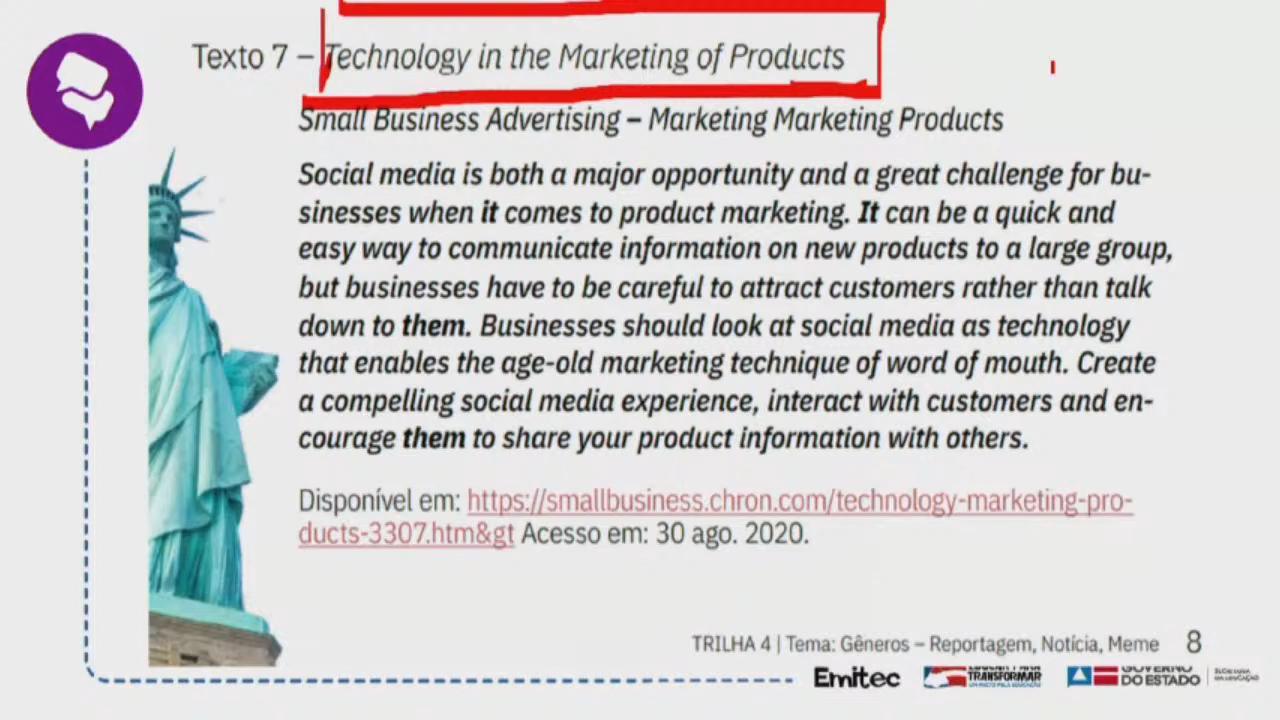 Texto 7 – Technology in the Marketing of Products
Small Business Advertising – Marketing Marketing Products
Social media is both a major opportunity and a great challenge for bu-
sinesses when it comes to product marketing. It can be a quick and
easy way to communicate information on new products to a large group,
but businesses have to be careful to attract customers rather than talk
down to them. Businesses should look at social media as technology
that enables the age-old marketing technique of word of mouth. Create
a compelling social media experience, interact with customers and en-
courage them to share your product information with others.
Disponível em: https://smallbusiness.chron.com/technology-marketing-pro-
ducts-3307.htm&gt Acesso em: 30 ago. 2020.
TRILHA 4 | Tema: Gêneros – Reportagem, Notícia, Meme 8
Emitec
TRANSFORMAR
GOVERNO
DO ESTADO